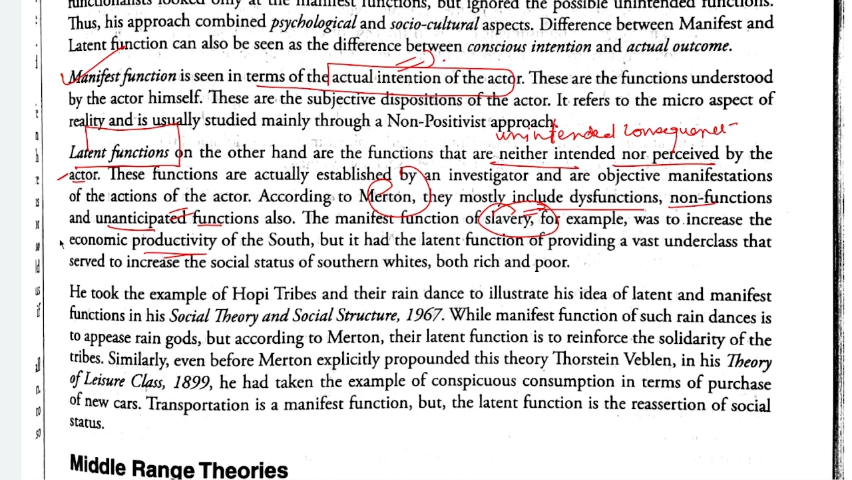 functionalists looked only at the manifest functions, but ignored the possible unintended functions.
Thus, his approach combined psychological and socio-cultural aspects. Difference between Manifest and
Latent function can also be seen as the difference between conscious intention and actual outcome.
Manifest function is seen in terms of the actual intention of the actor. These are the functions understood
by the actor himself. These are the subjective dispositions of the actor. It refers to the micro aspect of
reality and is usually studied mainly through a Non-Positivist approach.
unintended consequence
Latent functions on the other hand are the functions that are neither intended nor perceived by the
actor. These functions are actually established by an investigator and are objective manifestations
of the actions of the actor. According to Merton, they mostly include dysfunctions, non-functions
and unanticipated functions also. The manifest function of slavery, for example, was to increase the
economic productivity of the South, but it had the latent function of providing a vast underclass that
served to increase the social status of southern whites, both rich and poor.
He took the example of Hopi Tribes and their rain dance to illustrate his idea of latent and manifest
functions in his Social Theory and Social Structure, 1967. While manifest function of such rain dances is
to appease rain gods, but according to Merton, their latent function is to reinforce the solidarity of the
tribes. Similarly, even before Merton explicitly propounded this theory Thorstein Veblen, in his Theory
of Leisure Class, 1899, he had taken the example of conspicuous consumption in terms of purchase
of new cars. Transportation is a manifest function, but, the latent function is the reassertion of social
status.
Middle Range Theories